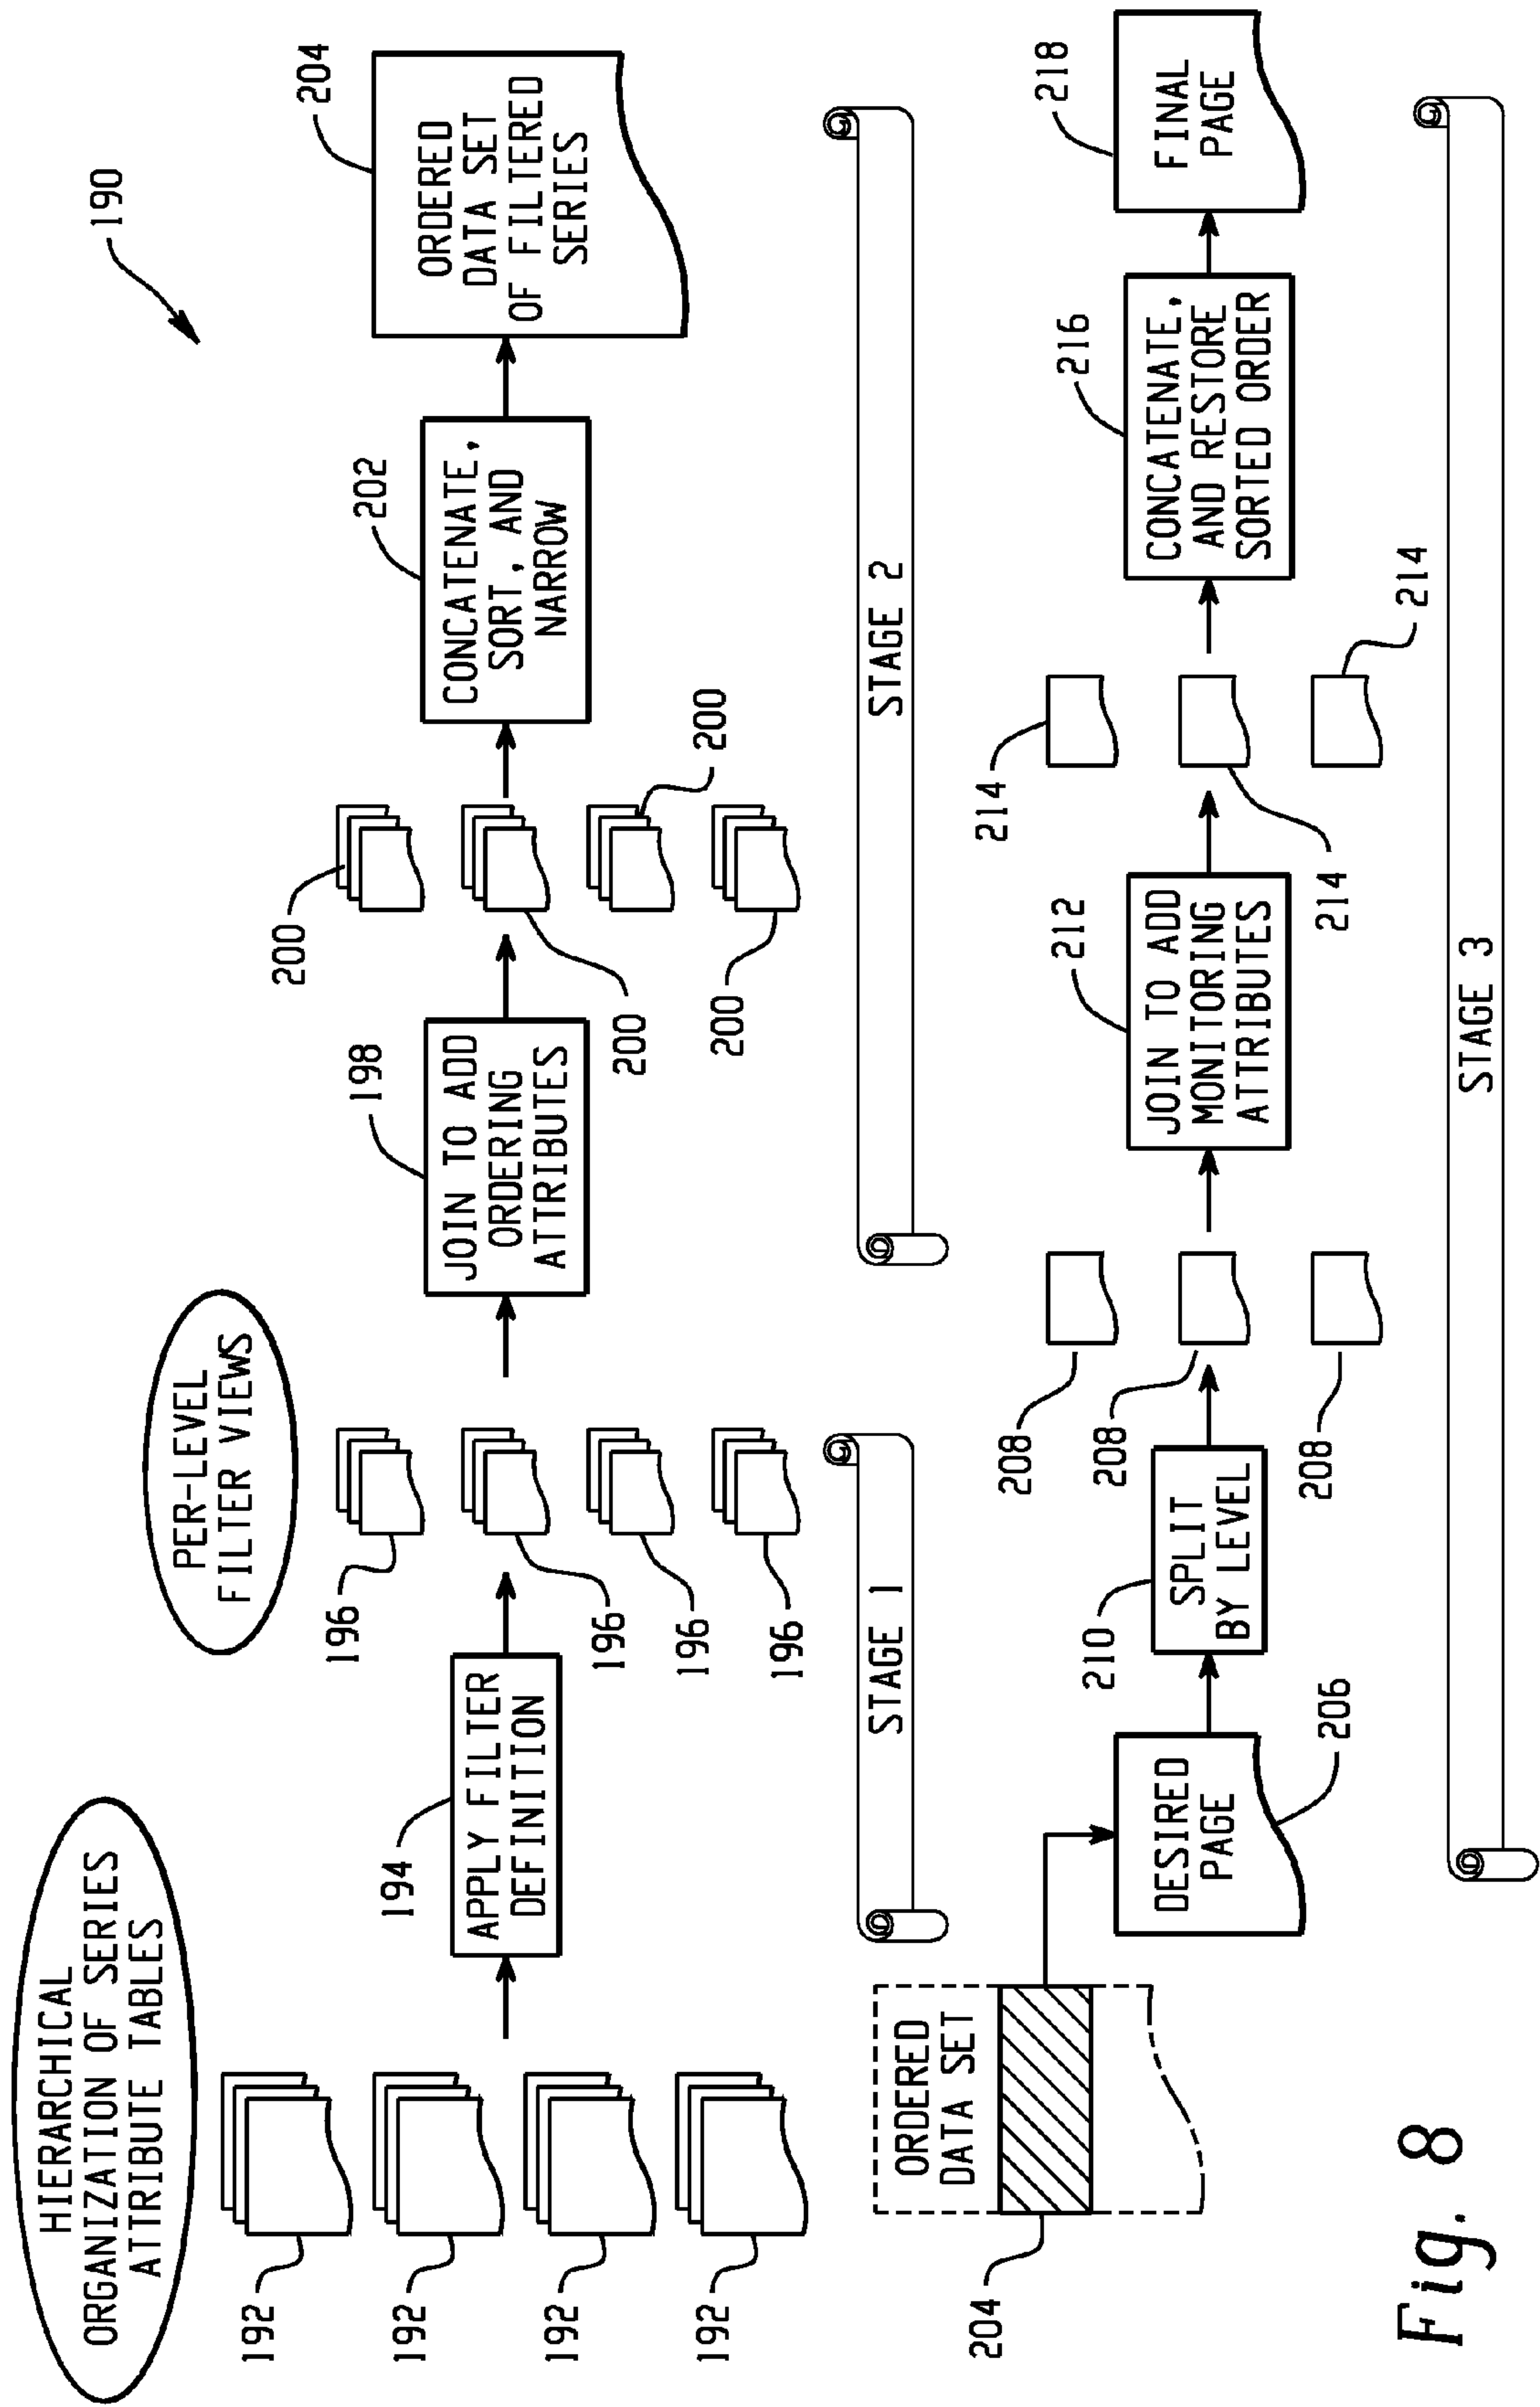 190
HIERARCHICAL
ORGANIZATION OF SERIES
ATTRIBUTE TABLES
192
192
192
192
194
APPLY FILTER
DEFINITION
PER-LEVEL
FILTER VIEWS
196
196
196
196
198
JOIN TO ADD
ORDERING
ATTRIBUTES
200
200
200
200
202
CONCATENATE,
SORT, AND
NARROW
204
ORDERED
DATA SET
OF FILTERED
SERIES
STAGE 1
STAGE 2
ORDERED
DATA SET
204
DESIRED
PAGE
206
210
SPLIT
BY LEVEL
208
208
208
212
JOIN TO ADD
MONITORING
ATTRIBUTES
214
214
214
216
CONCATENATE,
AND RESTORE
SORTED ORDER
218
FINAL
PAGE
STAGE 3
Fig. 8